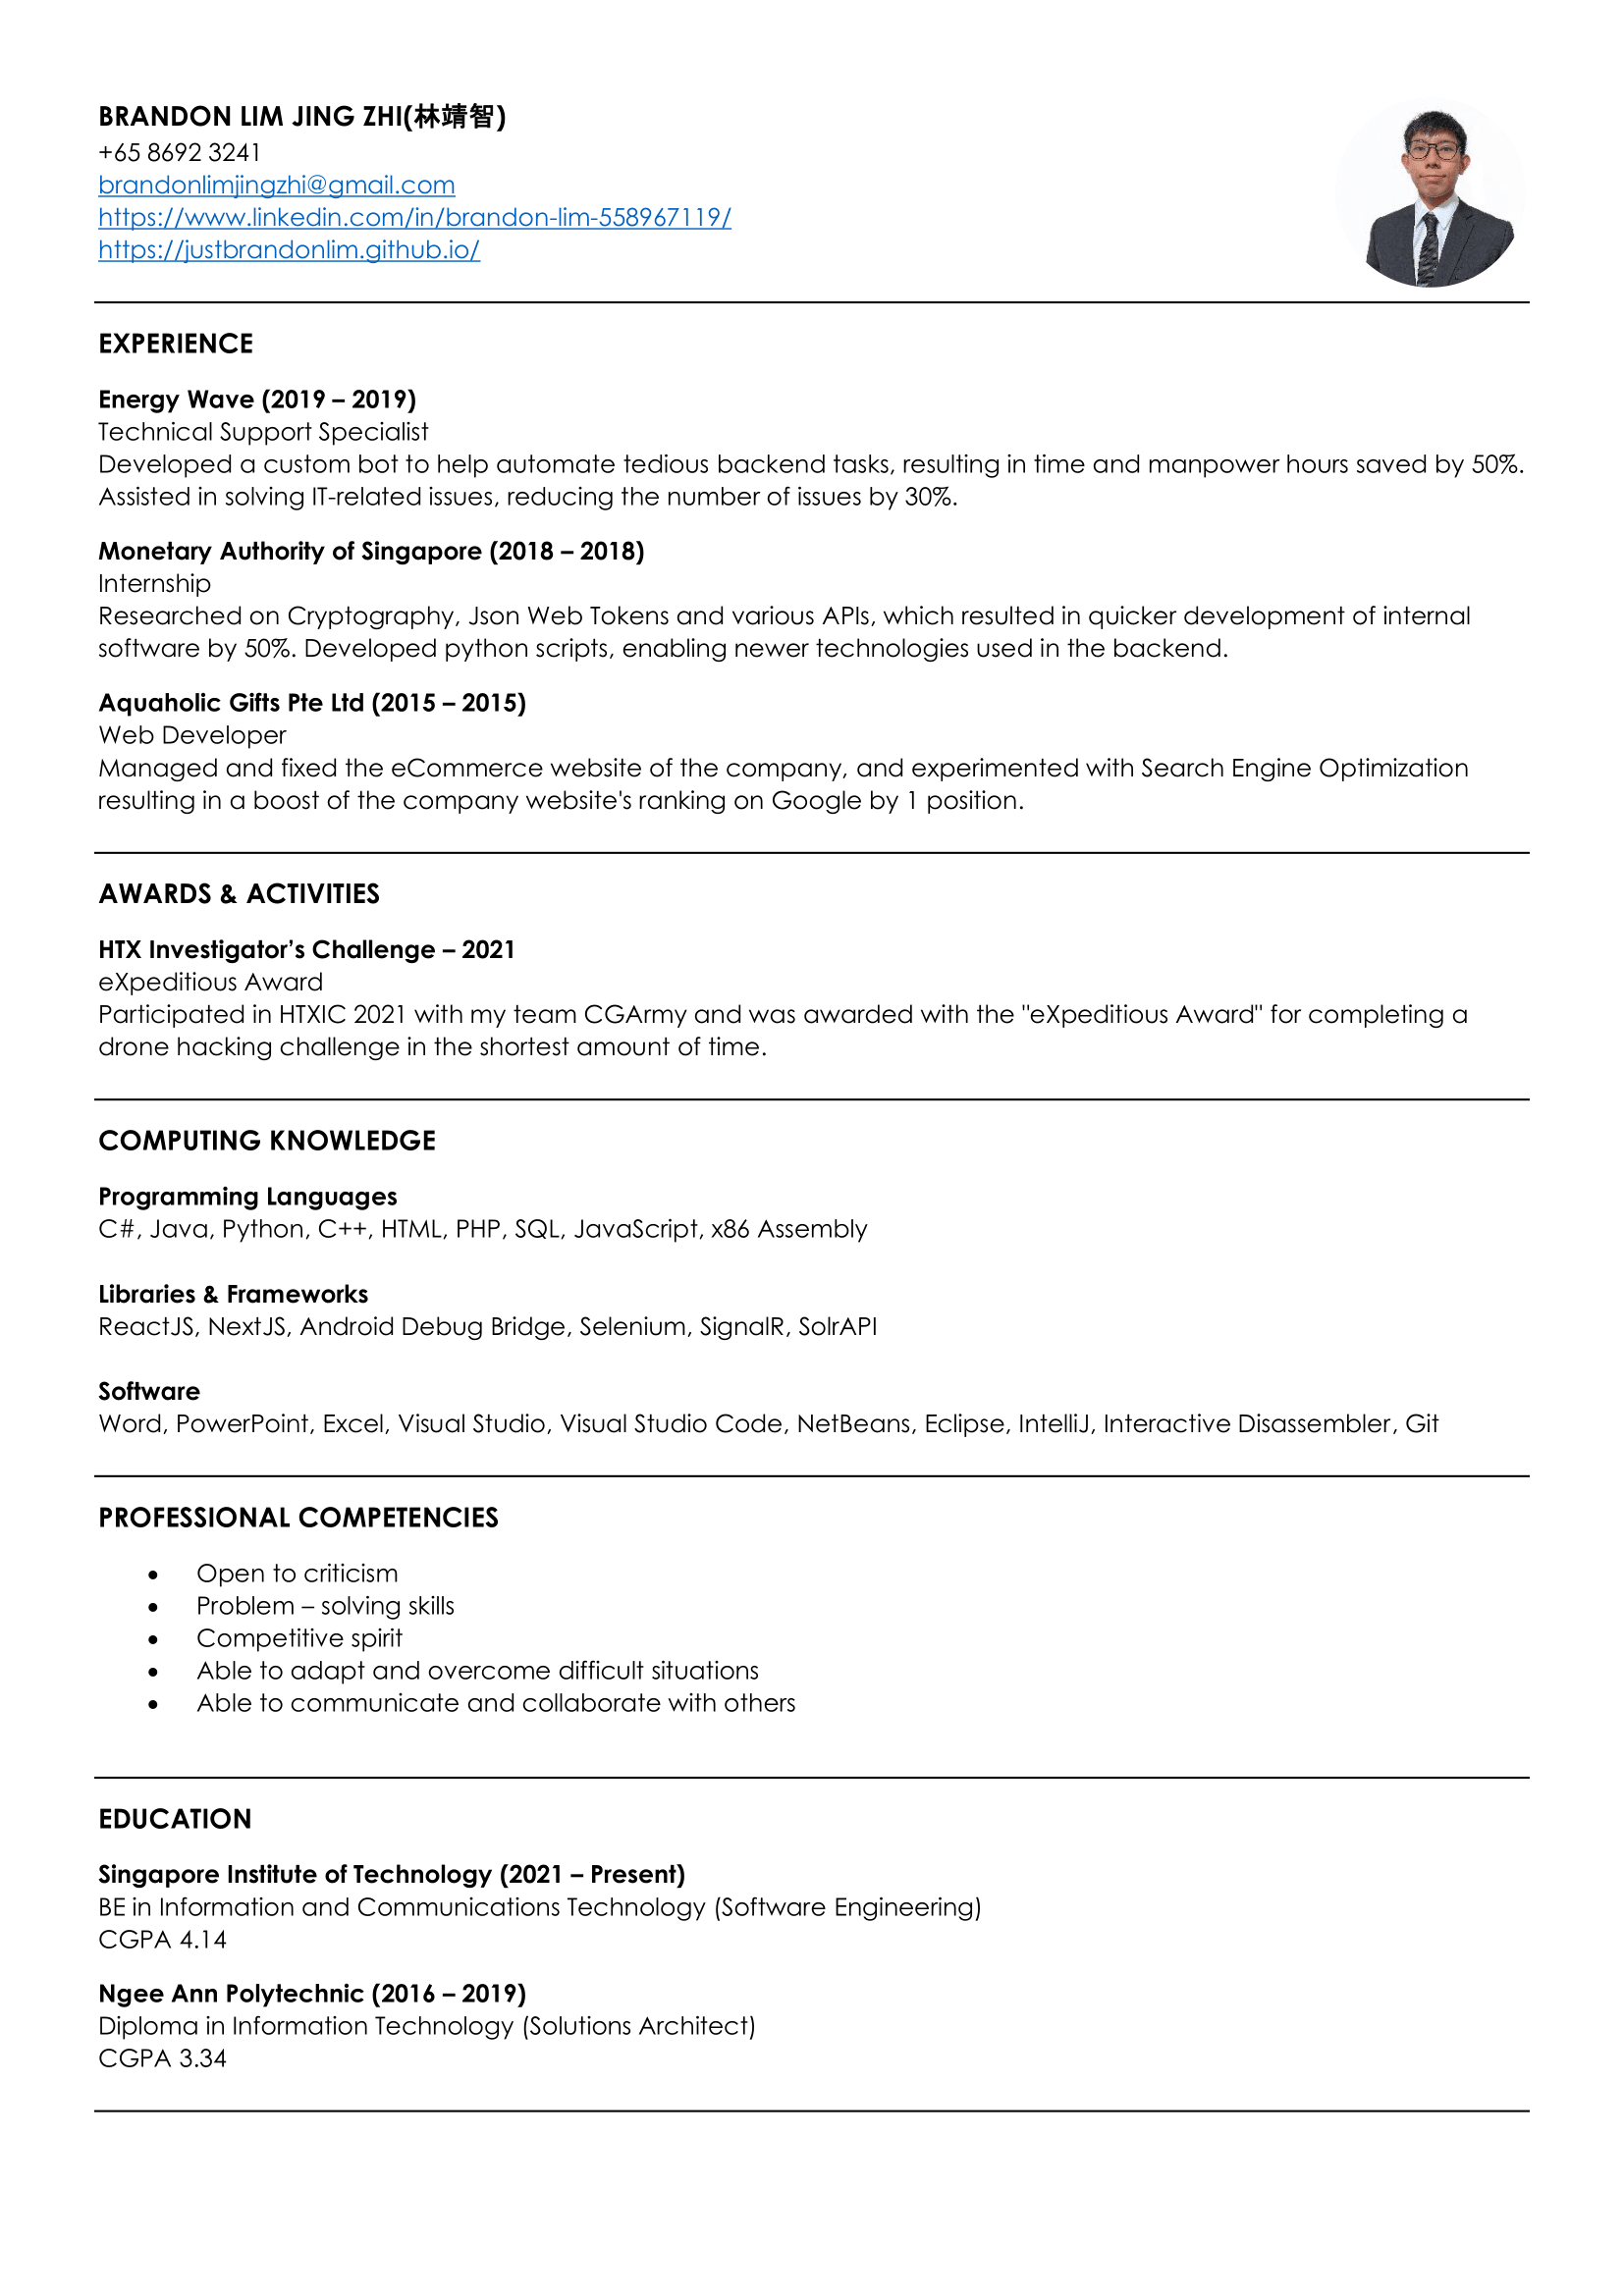 BRANDON LIM JING ZHI(林靖智)
+65 8692 3241
brandonlimjingzhi@gmail.com
https://www.linkedin.com/in/brandon-lim-558967119/
https://justbrandonlim.github.io/
EXPERIENCE
Energy Wave (2019 – 2019)
Technical Support Specialist
Developed a custom bot to help automate tedious backend tasks, resulting in time and manpower hours saved by 50%.
Assisted in solving IT-related issues, reducing the number of issues by 30%.
Monetary Authority of Singapore (2018 – 2018)
Internship
Researched on Cryptography, Json Web Tokens and various APIs, which resulted in quicker development of internal
software by 50%. Developed python scripts, enabling newer technologies used in the backend.
Aquaholic Gifts Pte Ltd (2015 – 2015)
Web Developer
Managed and fixed the eCommerce website of the company, and experimented with Search Engine Optimization
resulting in a boost of the company website's ranking on Google by 1 position.
AWARDS & ACTIVITIES
HTX Investigator’s Challenge – 2021
eXpeditious Award
Participated in HTXIC 2021 with my team CGArmy and was awarded with the "eXpeditious Award" for completing a
drone hacking challenge in the shortest amount of time.
COMPUTING KNOWLEDGE
Programming Languages
C#, Java, Python, C++, HTML, PHP, SQL, JavaScript, x86 Assembly
Libraries & Frameworks
ReactJS, NextJS, Android Debug Bridge, Selenium, SignalR, SolrAPI
Software
Word, PowerPoint, Excel, Visual Studio, Visual Studio Code, NetBeans, Eclipse, IntelliJ, Interactive Disassembler, Git
PROFESSIONAL COMPETENCIES
• Open to criticism
• Problem – solving skills
• Competitive spirit
• Able to adapt and overcome difficult situations
• Able to communicate and collaborate with others
EDUCATION
Singapore Institute of Technology (2021 – Present)
BE in Information and Communications Technology (Software Engineering)
CGPA 4.14
Ngee Ann Polytechnic (2016 – 2019)
Diploma in Information Technology (Solutions Architect)
CGPA 3.34